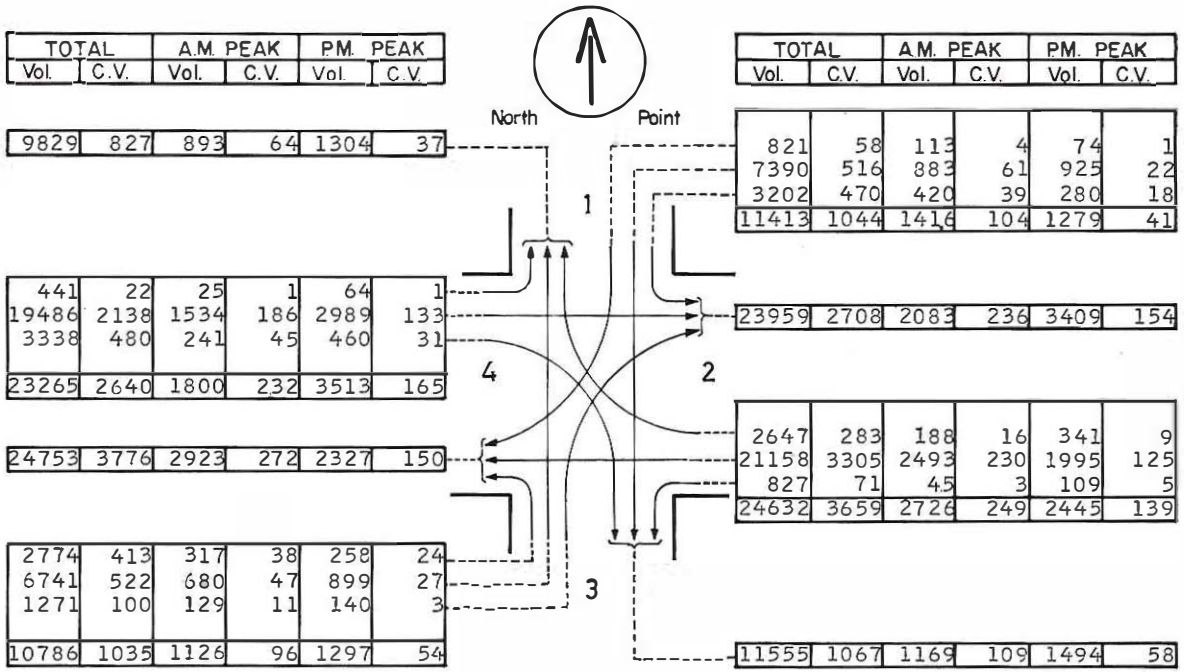 TOTAL A.M. PEAK P.M. PEAK
Vol. C.V. Vol. C.V. Vol. C.V.
9829 827 893 64 1304 37
441 22 25 1 64 1
19486 2138 1534 186 2989 133
3338 480 241 45 460 31
23265 2640 1800 232 3513 165
24753 3776 2923 272 2327 150
2774 413 317 38 258 24
6741 522 680 47 899 27
1271 100 129 11 140 3
10786 1035 1126 96 1297 54
North Point
1
4 2
3
TOTAL A.M. PEAK P.M. PEAK
Vol. C.V. Vol. C.V. Vol. C.V.
821 58 113 4 74 1
7390 516 883 61 925 22
3202 470 420 39 280 18
11413 1044 1416 104 1279 41
23959 2708 2083 236 3409 154
2647 283 188 16 341 9
21158 3305 2493 230 1995 125
827 71 45 3 109 5
24632 3659 2726 249 2445 139
11555 1067 1169 109 1494 58